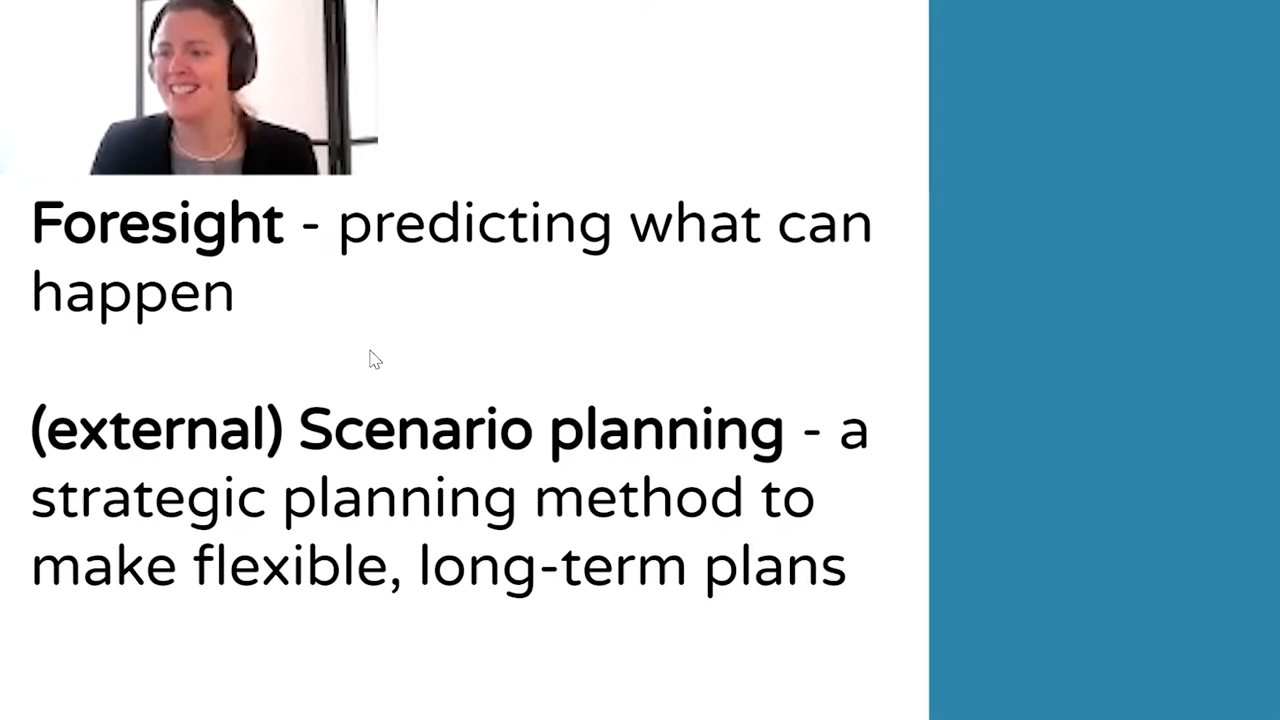 Foresight - predicting what can
happen
(external) Scenario planning - a
strategic planning method to
make flexible, long-term plans